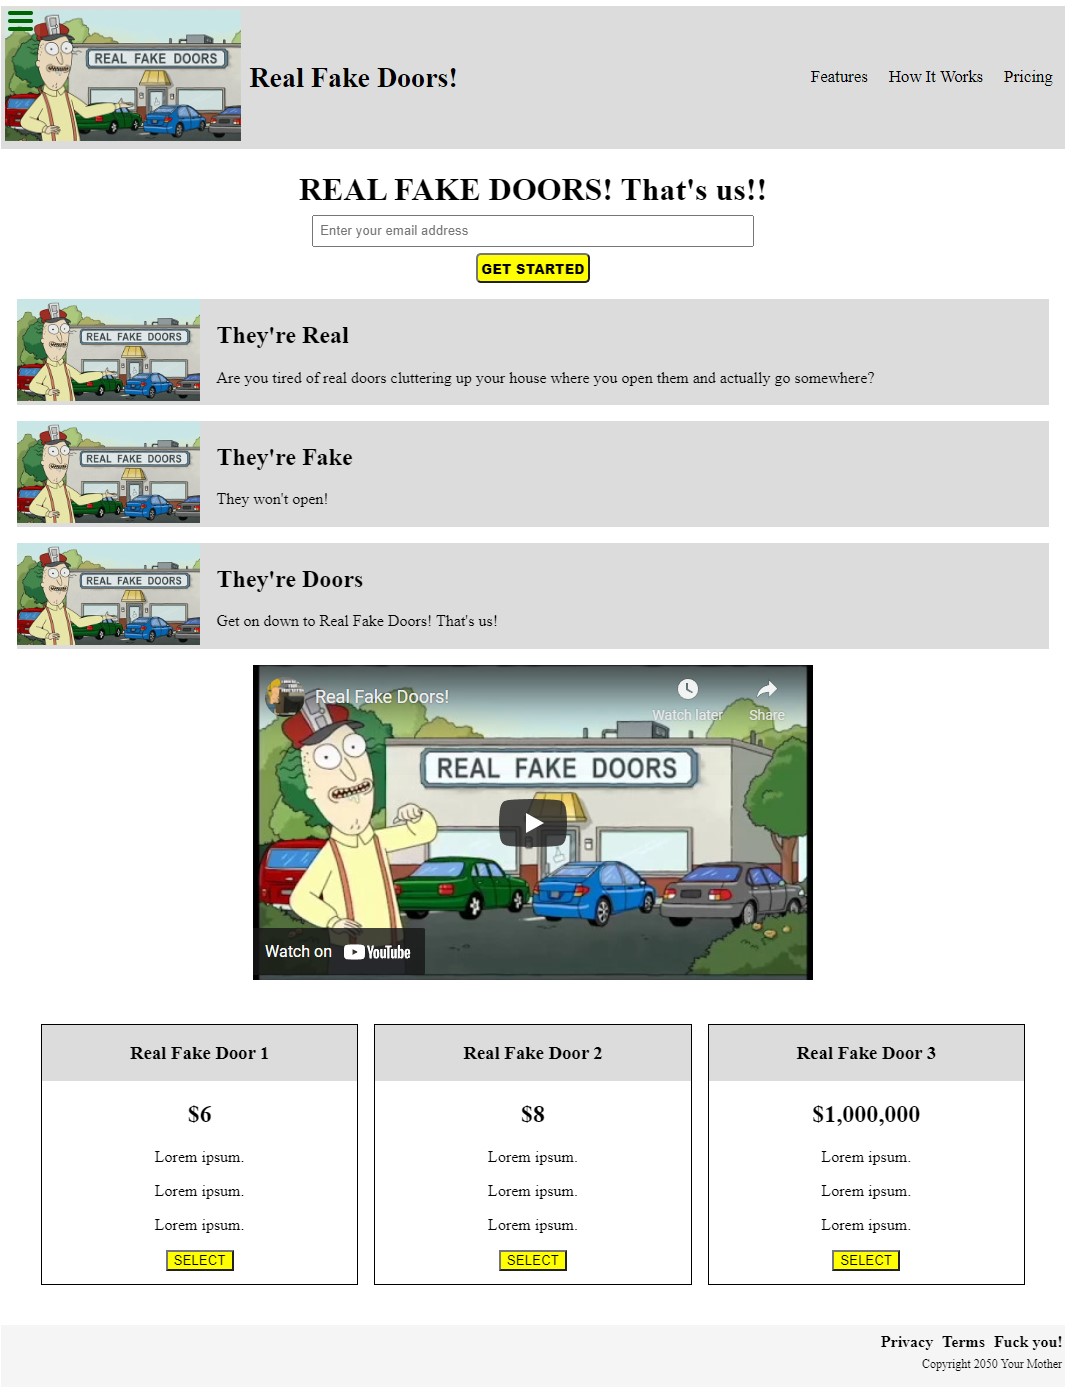 REAL FAKE DOORS
Real Fake Doors!
Features How It Works Pricing
REAL FAKE DOORS! That's us!!
Enter your email address
GET STARTED
REAL FAKE DOORS
They're Real
Are you tired of real doors cluttering up your house where you open them and actually go somewhere?
REAL FAKE DOORS
They're Fake
They won't open!
REAL FAKE DOORS
They're Doors
Get on down to Real Fake Doors! That's us!
Real Fake Doors!
Watch later Share
REAL FAKE DOORS
Watch on YouTube
Real Fake Door 1
$6
Lorem ipsum.
Lorem ipsum.
Lorem ipsum.
SELECT
Real Fake Door 2
$8
Lorem ipsum.
Lorem ipsum.
Lorem ipsum.
SELECT
Real Fake Door 3
$1,000,000
Lorem ipsum.
Lorem ipsum.
Lorem ipsum.
SELECT
Privacy Terms Fuck you!
Copyright 2050 Your Mother